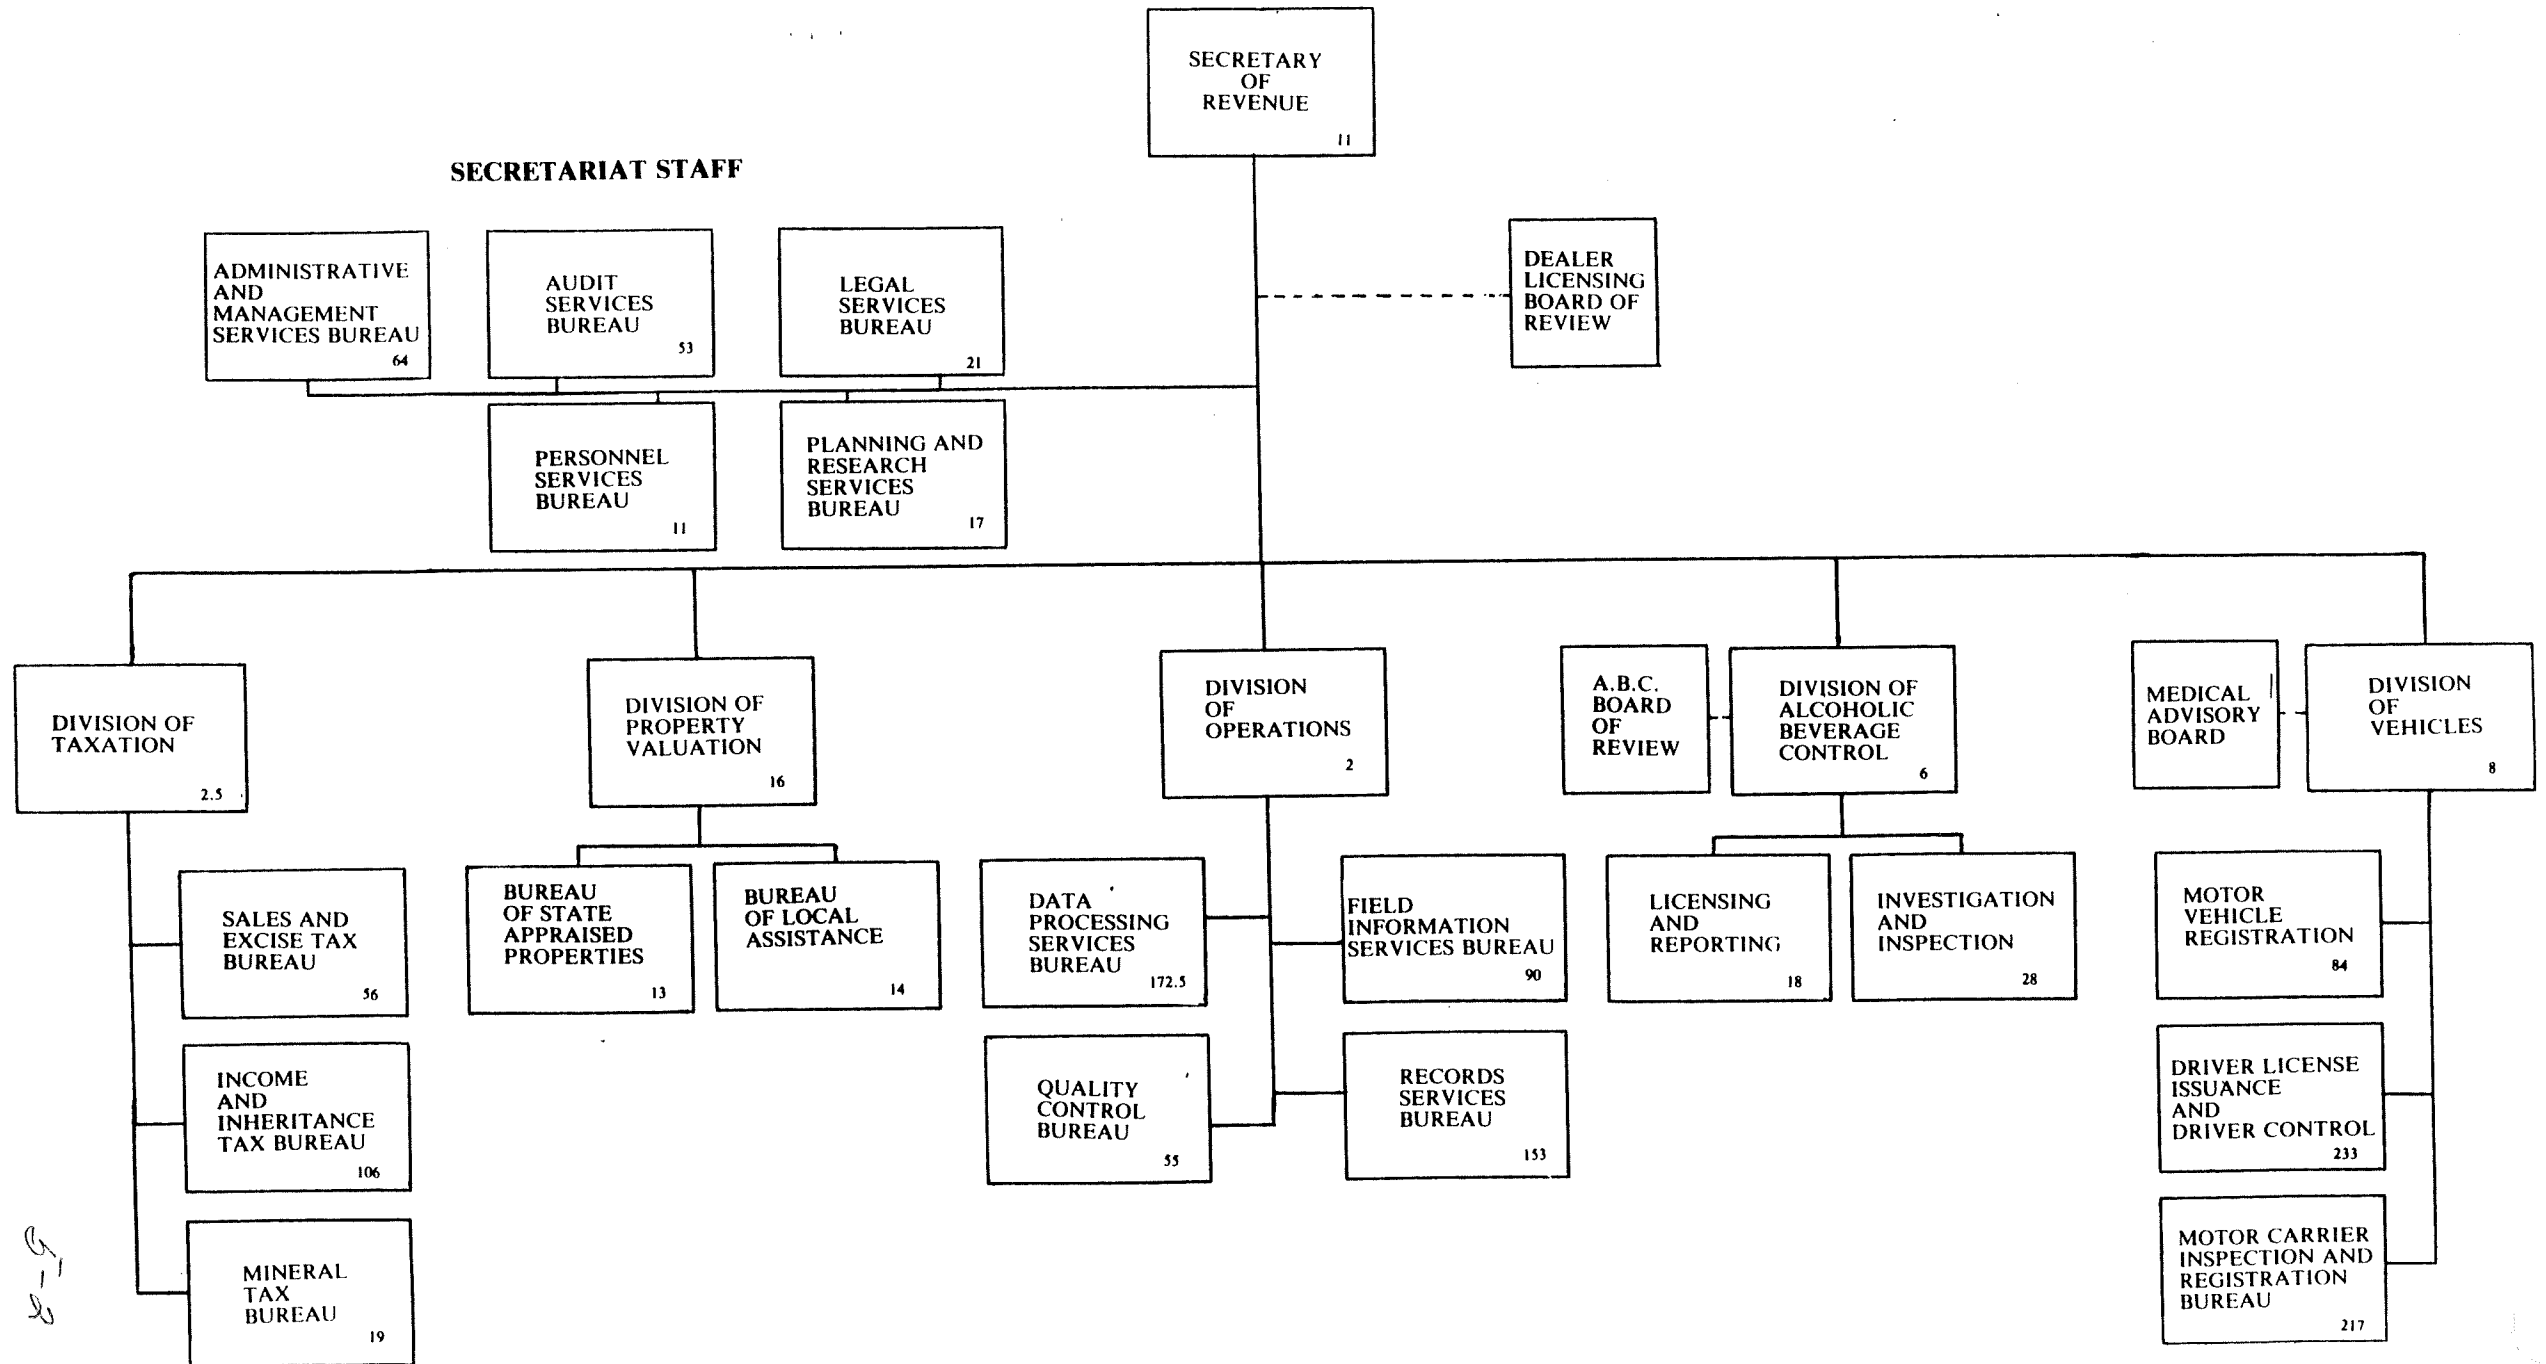 SECRETARY
OF
REVENUE
11
SECRETARIAT STAFF
ADMINISTRATIVE
AND
MANAGEMENT
SERVICES BUREAU
64
AUDIT
SERVICES
BUREAU
53
LEGAL
SERVICES
BUREAU
21
DEALER
LICENSING
BOARD OF
REVIEW
PERSONNEL
SERVICES
BUREAU
11
PLANNING AND
RESEARCH
SERVICES
BUREAU
17
DIVISION OF
TAXATION
2.5
DIVISION OF
PROPERTY
VALUATION
16
DIVISION
OF
OPERATIONS
2
A.B.C.
BOARD
OF
REVIEW
DIVISION OF
ALCOHOLIC
BEVERAGE
CONTROL
6
MEDICAL
ADVISORY
BOARD
DIVISION
OF
VEHICLES
8
SALES AND
EXCISE TAX
BUREAU
56
INCOME
AND
INHERITANCE
TAX BUREAU
106
MINERAL
TAX
BUREAU
19
BUREAU
OF STATE
APPRAISED
PROPERTIES
13
BUREAU
OF LOCAL
ASSISTANCE
14
DATA
PROCESSING
SERVICES
BUREAU
172.5
FIELD
INFORMATION
SERVICES BUREAU
90
QUALITY
CONTROL
BUREAU
55
RECORDS
SERVICES
BUREAU
153
LICENSING
AND
REPORTING
18
INVESTIGATION
AND
INSPECTION
28
MOTOR
VEHICLE
REGISTRATION
84
DRIVER LICENSE
ISSUANCE
AND
DRIVER CONTROL
233
MOTOR CARRIER
INSPECTION AND
REGISTRATION
BUREAU
217